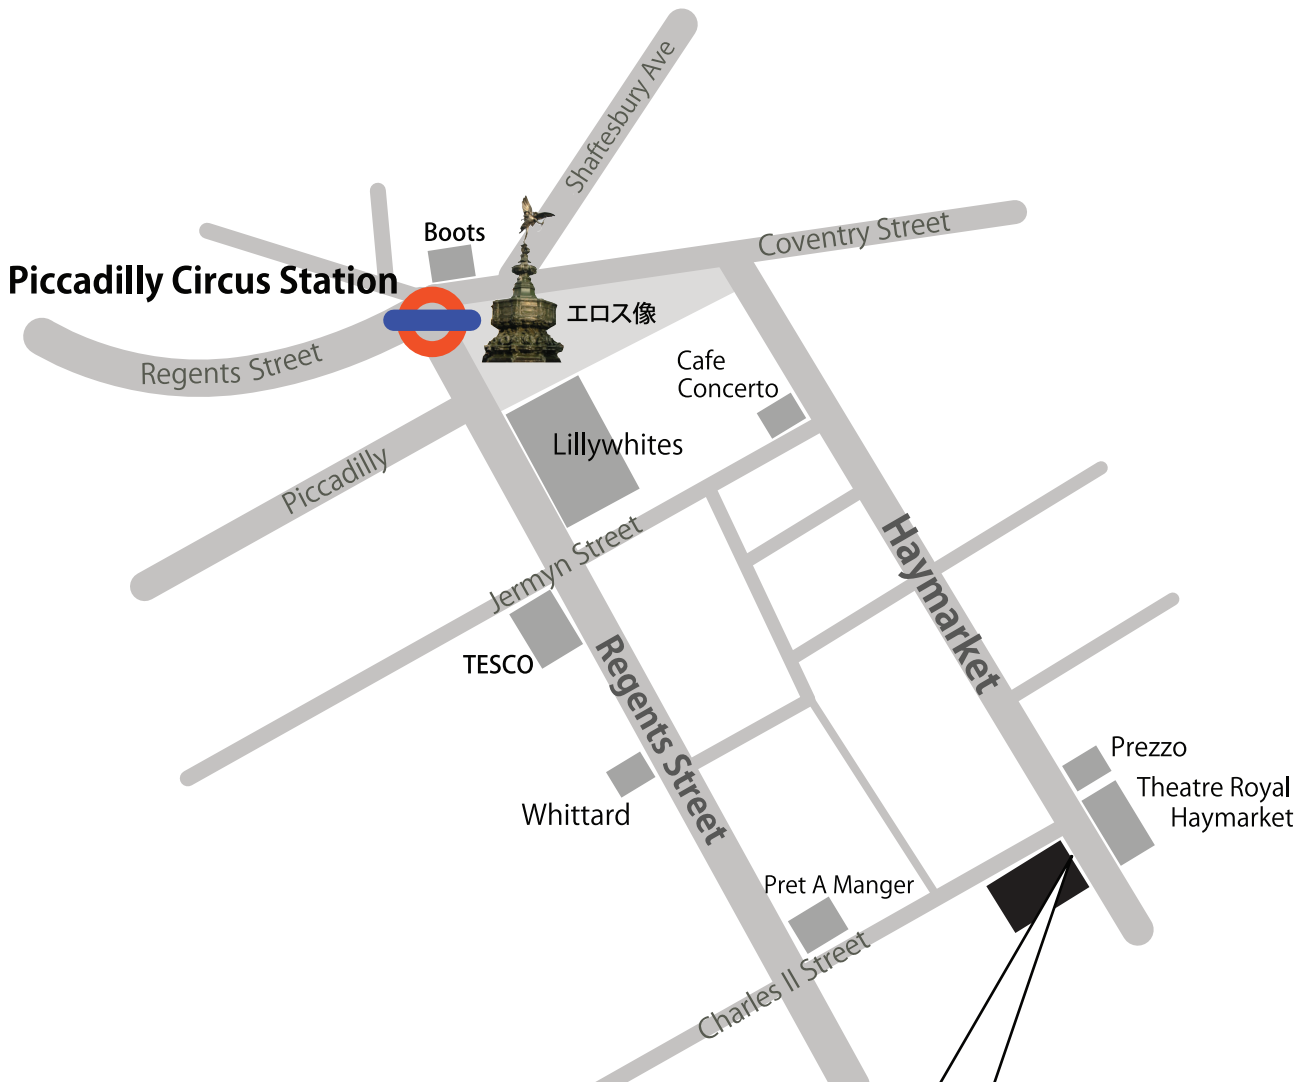 Shaftesbury Ave
Boots
Coventry Street
Piccadilly Circus Station
エロス像
Regents Street
Cafe
Concerto
Lillywhites
Piccadilly
Jermyn Street
Haymarket
TESCO
Regents Street
Prezzo
Theatre Royal
Haymarket
Whittard
Pret A Manger
Charles II Street